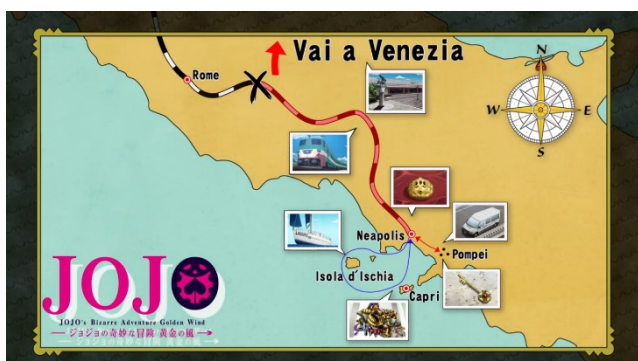 Vai a Venezia
N
Rome
W
E
S
Neapolis
Pompei
Isola d'Ischia
Capri
JOJO
JOJO's Bizarre Adventure Golden Wind
ジョジョの奇妙な冒険 黄金の風